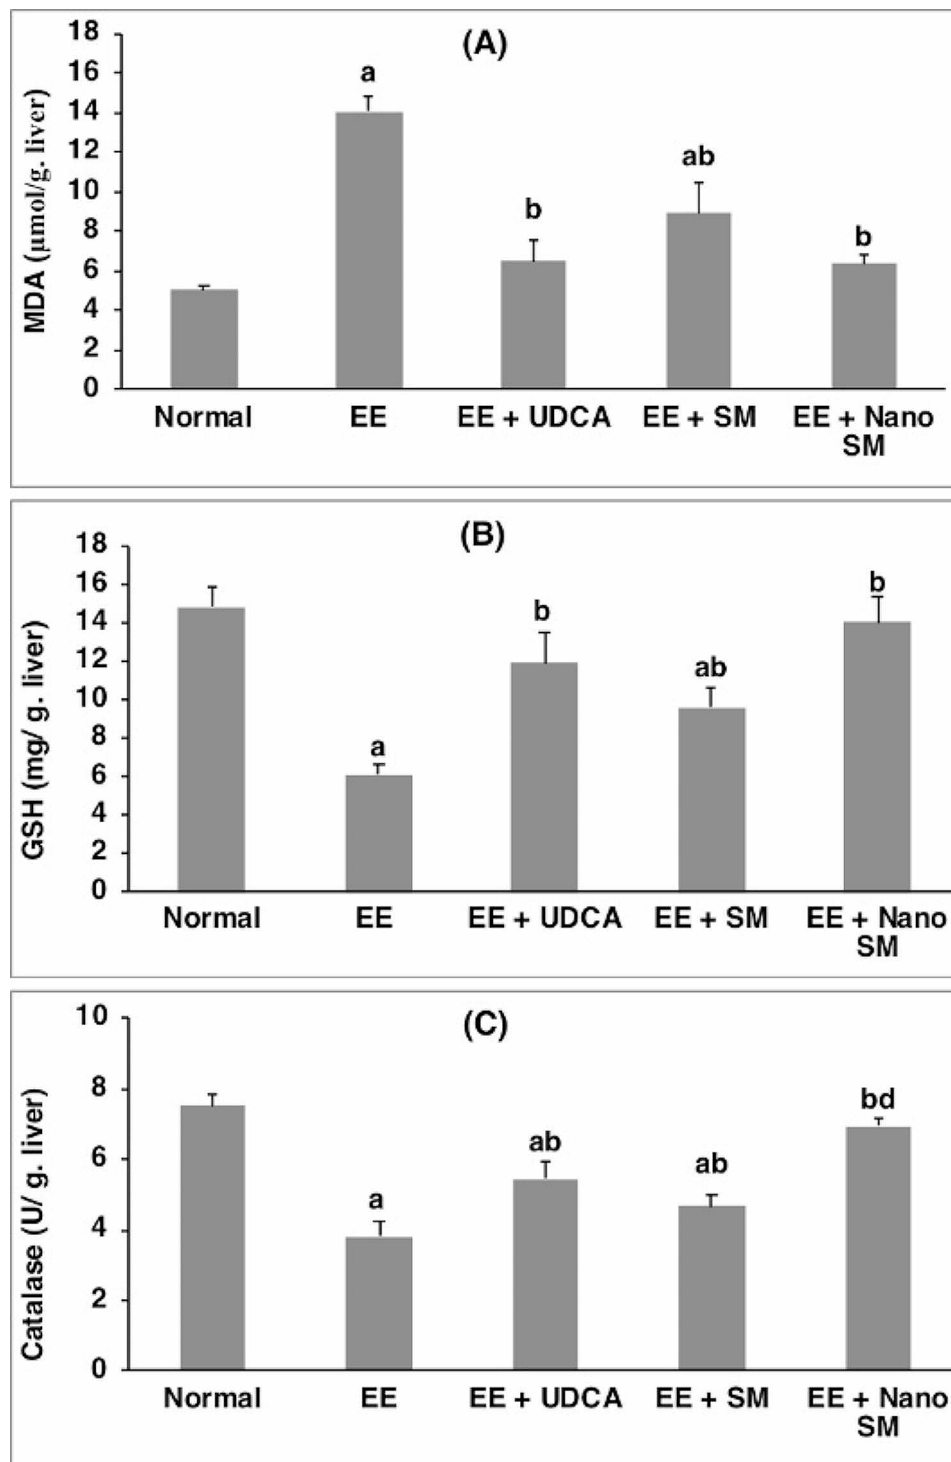 (A)
MDA (µmol/g. liver)
18
16
14
12
10
8
6
4
2
0
a
b
ab
b
Normal EE EE + UDCA EE + SM EE + Nano
SM
(B)
GSH (mg/ g. liver)
18
16
14
12
10
8
6
4
2
0
a
b
ab
b
Normal EE EE + UDCA EE + SM EE + Nano
SM
(C)
Catalase (U/ g. liver)
10
8
6
4
2
0
a
ab
ab
bd
Normal EE EE + UDCA EE + SM EE + Nano
SM